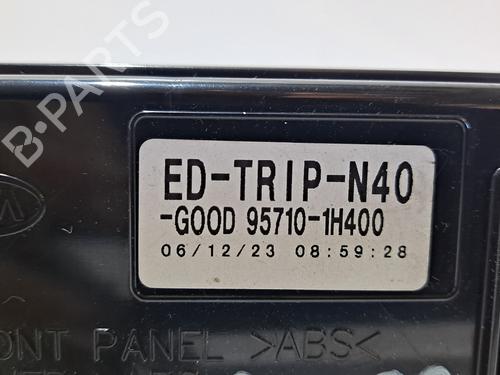 B-PARTS
ED-TRIP-N40
-GOOD 95710-1H400
06/12/23 08:59:28
ONT PANEL >ABS<